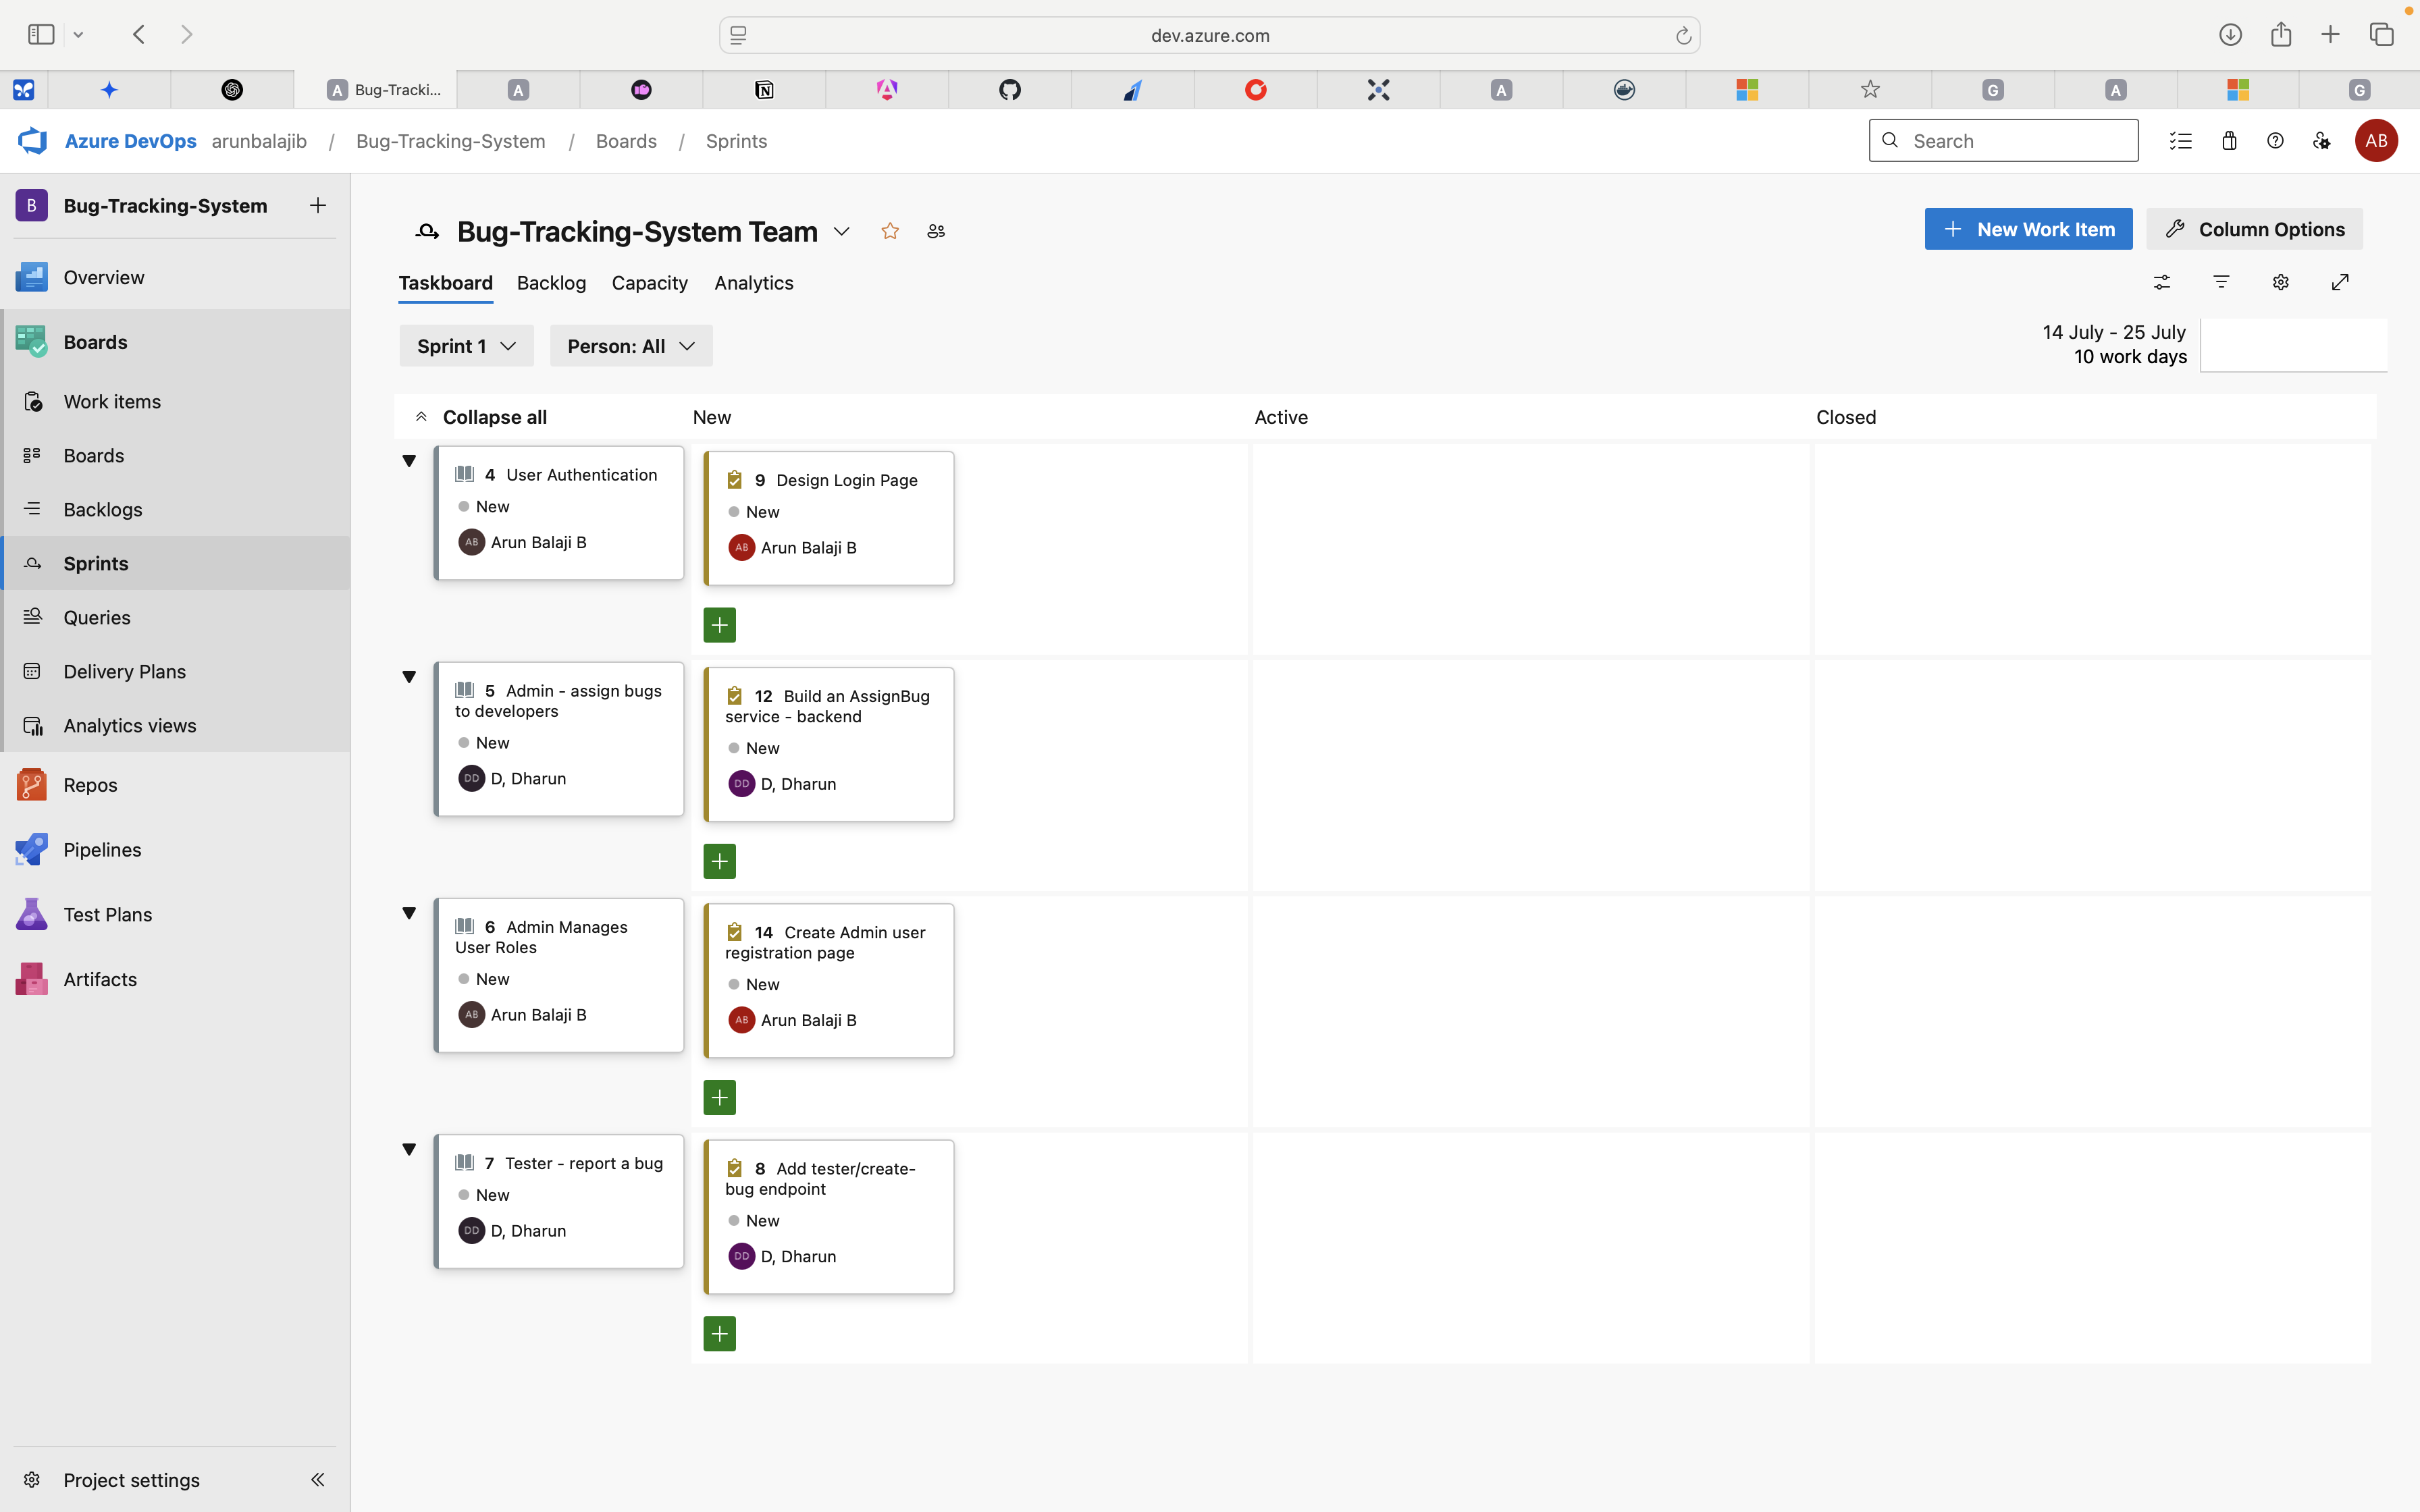 dev.azure.com
A Bug-Tracki...
A
N
A
G
A
G
Azure DevOps arunbalajib / Bug-Tracking-System / Boards / Sprints
Search
AB
B Bug-Tracking-System
Overview
Boards
Work items
Boards
Backlogs
Sprints
Queries
Delivery Plans
Analytics views
Repos
Pipelines
Test Plans
Artifacts
Project settings
Bug-Tracking-System Team
New Work Item
Column Options
Taskboard Backlog Capacity Analytics
Sprint 1
Person: All
14 July - 25 July
10 work days
Collapse all New Active Closed
4 User Authentication
New
AB Arun Balaji B
9 Design Login Page
New
AB Arun Balaji B
5 Admin - assign bugs
to developers
New
DD D, Dharun
12 Build an AssignBug
service - backend
New
DD D, Dharun
6 Admin Manages
User Roles
New
AB Arun Balaji B
14 Create Admin user
registration page
New
AB Arun Balaji B
7 Tester - report a bug
New
DD D, Dharun
8 Add tester/create-
bug endpoint
New
DD D, Dharun